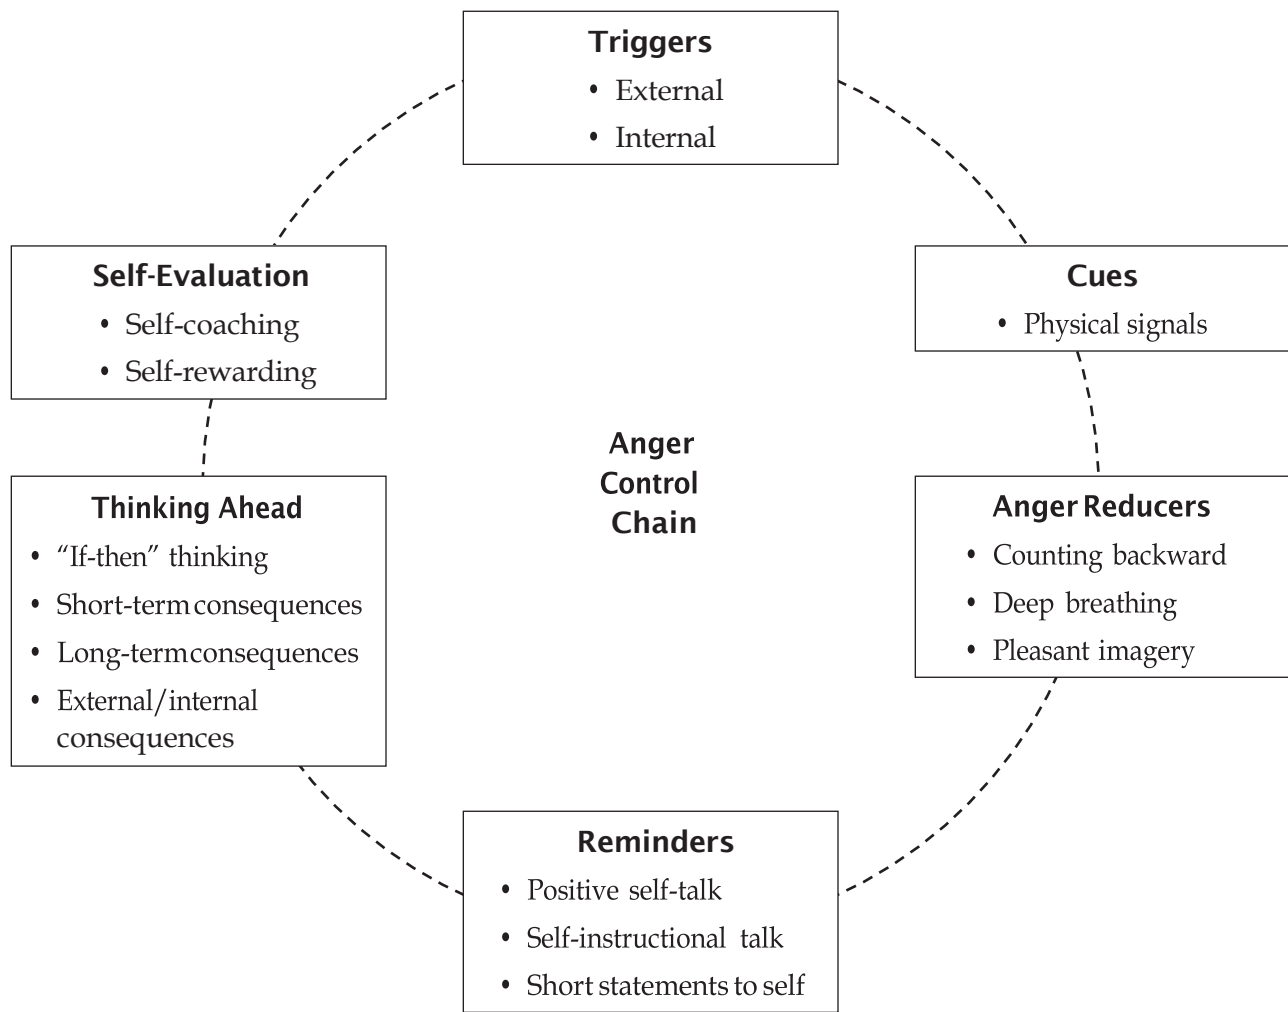 Triggers
• External
• Internal
Cues
• Physical signals
Anger Reducers
• Counting backward
• Deep breathing
• Pleasant imagery
Reminders
• Positive self-talk
• Self-instructional talk
• Short statements to self
Thinking Ahead
• “If-then” thinking
• Short-term consequences
• Long-term consequences
• External/internal
consequences
Self-Evaluation
• Self-coaching
• Self-rewarding
Anger
Control
Chain